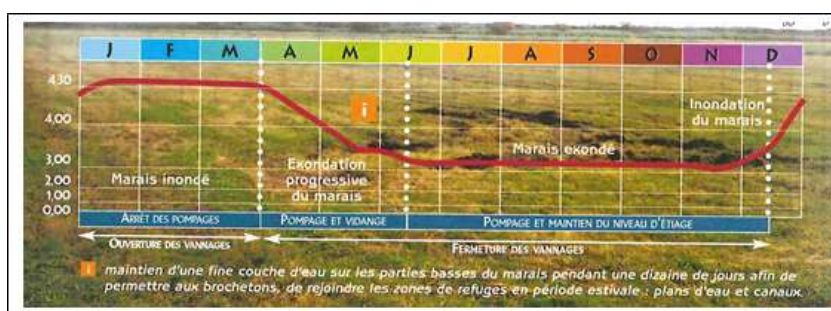 J F M A M J J A S O N D
4,30
4,00
3,00
2,00
1,00
0,00
i
Inondation
du marais
Marais exondé
Exondation
progressive
du marais
Marais inondé
ARRÊT DES POMPAGES POMPAGE ET VIDANGE POMPAGE ET MAINTIEN DU NIVEAU D'ÉTIAGE
OUVERTURE DES VANNAGES FERMETURE DES VANNAGES
i maintien d'une fine couche d'eau sur les parties basses du marais pendant une dizaine de jours afin de
permettre aux brochetons, de rejoindre les zones de refuges en période estivale : plans d'eau et canaux.